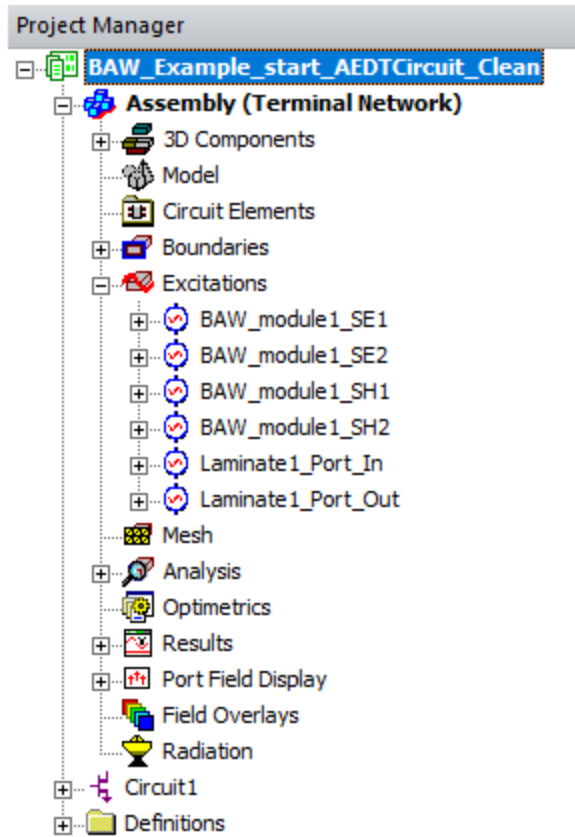 Project Manager
BAW_Example_start_AEDTCircuit_Clean
Assembly (Terminal Network)
3D Components
Model
Circuit Elements
Boundaries
Excitations
BAW_module1_SE1
BAW_module1_SE2
BAW_module1_SH1
BAW_module1_SH2
Laminate1_Port_In
Laminate1_Port_Out
Mesh
Analysis
Optimetrics
Results
Port Field Display
Field Overlays
Radiation
Circuit1
Definitions